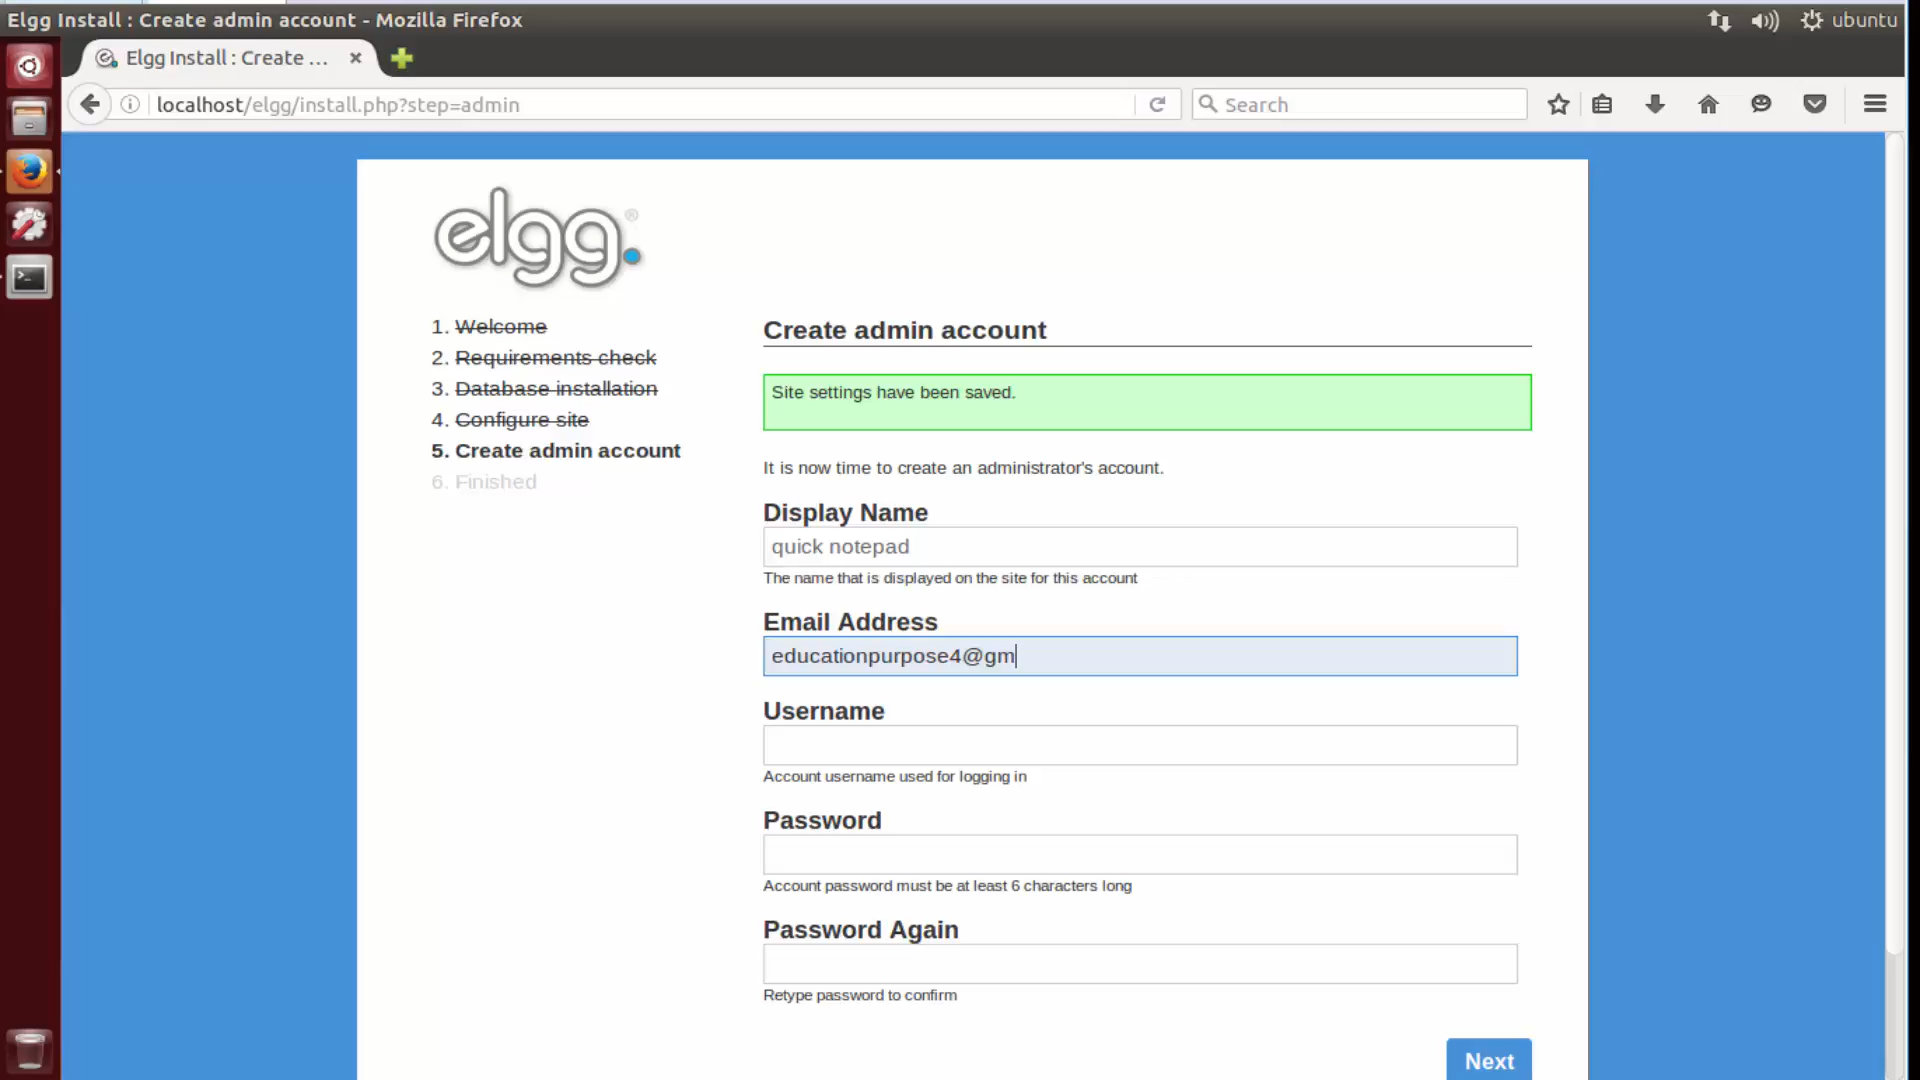 Elgg Install : Create admin account - Mozilla Firefox
ubuntu
Elgg Install : Create ...
localhost/elgg/install.php?step=admin
Search
elgg.®
1. Welcome
2. Requirements check
3. Database installation
4. Configure site
5. Create admin account
6. Finished
Create admin account
Site settings have been saved.
It is now time to create an administrator's account.
Display Name
quick notepad
The name that is displayed on the site for this account
Email Address
educationpurpose4@gm
Username
Account username used for logging in
Password
Account password must be at least 6 characters long
Password Again
Retype password to confirm
Next